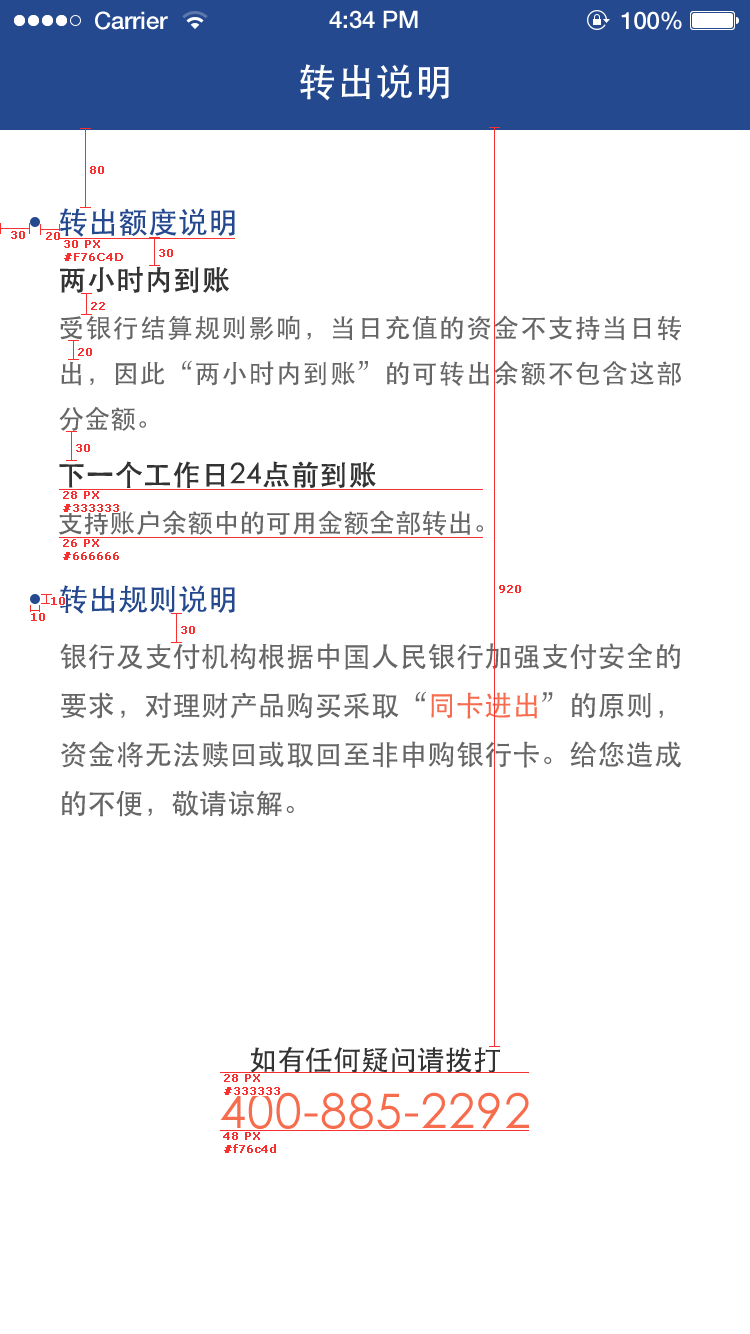 Carrier 4:34 PM 100%
转出说明
80
转出额度说明
30 20
30 PX
#F76C4D
30
两小时内到账
22
受银行结算规则影响，当日充值的资金不支持当日转
20
出，因此“两小时内到账”的可转出余额不包含这部
分金额。
30
下一个工作日24点前到账
28 PX
#333333
支持账户余额中的可用金额全部转出。
26 PX
#666666
920
转出规则说明
10
10
30
银行及支付机构根据中国人民银行加强支付安全的
要求，对理财产品购买采取“同卡进出”的原则，
资金将无法赎回或取回至非申购银行卡。给您造成
的不便，敬请谅解。
如有任何疑问请拨打
28 PX
#333333
400-885-2292
48 PX
#f76c4d